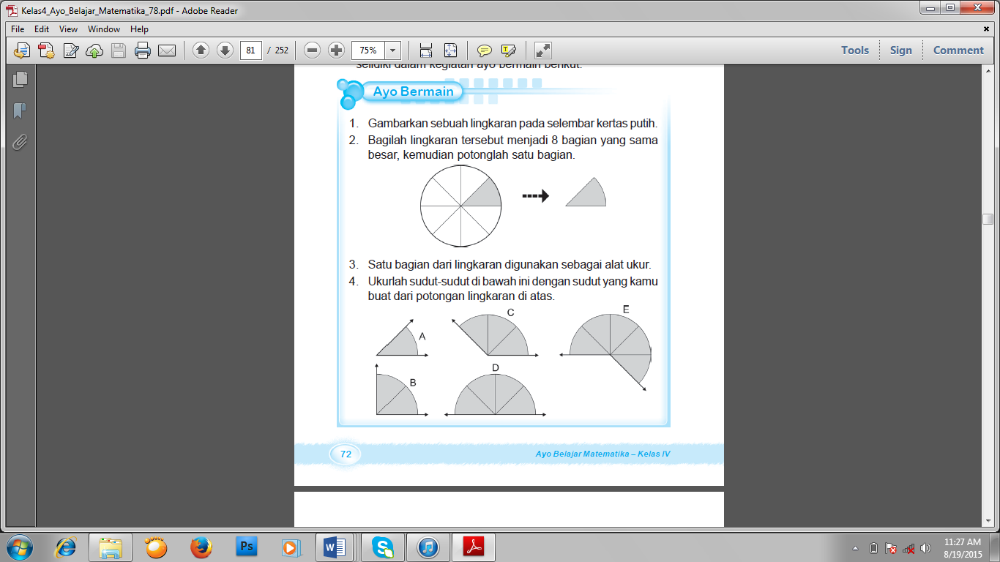 Kelas4_Ayo_Belajar_Matematika_78.pdf - Adobe Reader
File Edit View Window Help
81 / 252 75% Tools Sign Comment
selidiki dalam kegiatan ayo bermain berikut.
Ayo Bermain
1. Gambarkan sebuah lingkaran pada selembar kertas putih.
2. Bagilah lingkaran tersebut menjadi 8 bagian yang sama
besar, kemudian potonglah satu bagian.
3. Satu bagian dari lingkaran digunakan sebagai alat ukur.
4. Ukurlah sudut-sudut di bawah ini dengan sudut yang kamu
buat dari potongan lingkaran di atas.
A
C
E
B
D
72
Ayo Belajar Matematika – Kelas IV
Ps
11:27 AM
8/19/2015